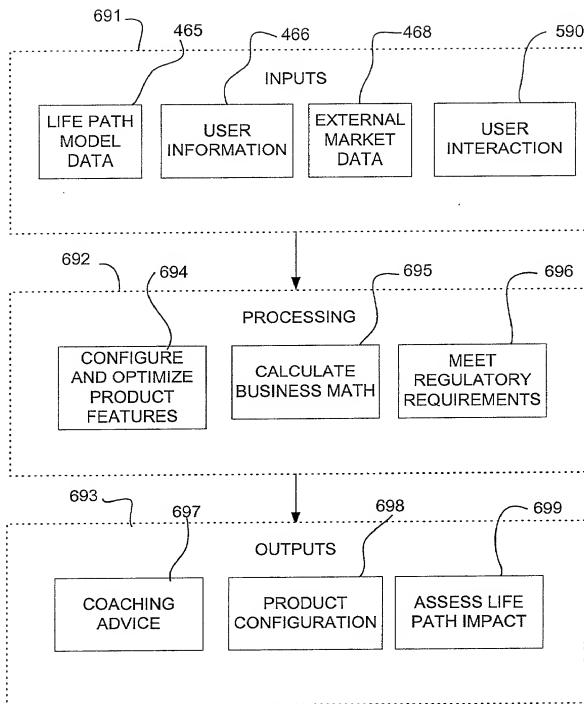 691
465
466
468
590
INPUTS
LIFE PATH
MODEL
DATA
USER
INFORMATION
EXTERNAL
MARKET
DATA
USER
INTERACTION
692
694
695
696
PROCESSING
CONFIGURE
AND OPTIMIZE
PRODUCT
FEATURES
CALCULATE
BUSINESS MATH
MEET
REGULATORY
REQUIREMENTS
693
697
698
699
OUTPUTS
COACHING
ADVICE
PRODUCT
CONFIGURATION
ASSESS LIFE
PATH IMPACT